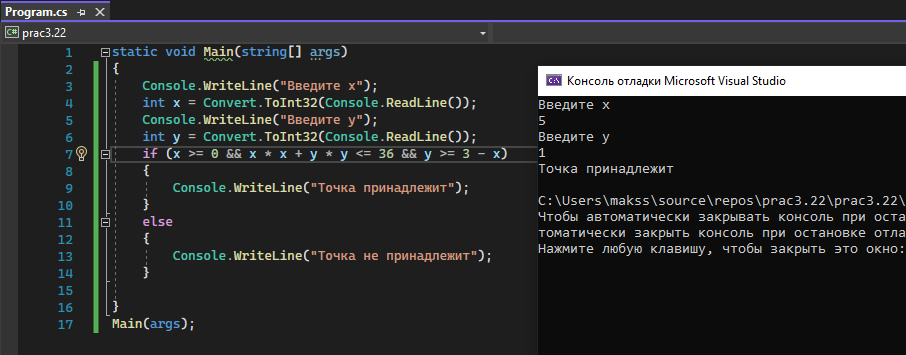 Program.cs
prac3.22
1 static void Main(string[] args)
2 {
3 Console.WriteLine("Введите x");
4 int x = Convert.ToInt32(Console.ReadLine());
5 Console.WriteLine("Введите y");
6 int y = Convert.ToInt32(Console.ReadLine());
7 if (x >= 0 && x * x + y * y <= 36 && y >= 3 - x)
8 {
9 Console.WriteLine("Точка принадлежит");
10 }
11 else
12 {
13 Console.WriteLine("Точка не принадлежит");
14 }
15
16 }
17 Main(args);
Консоль отладки Microsoft Visual Studio
Введите x
5
Введите y
1
Точка принадлежит
C:\Users\makss\source\repos\prac3.22\prac3.22\
Чтобы автоматически закрывать консоль при оста
томатически закрыть консоль при остановке отла
Нажмите любую клавишу, чтобы закрыть это окно: